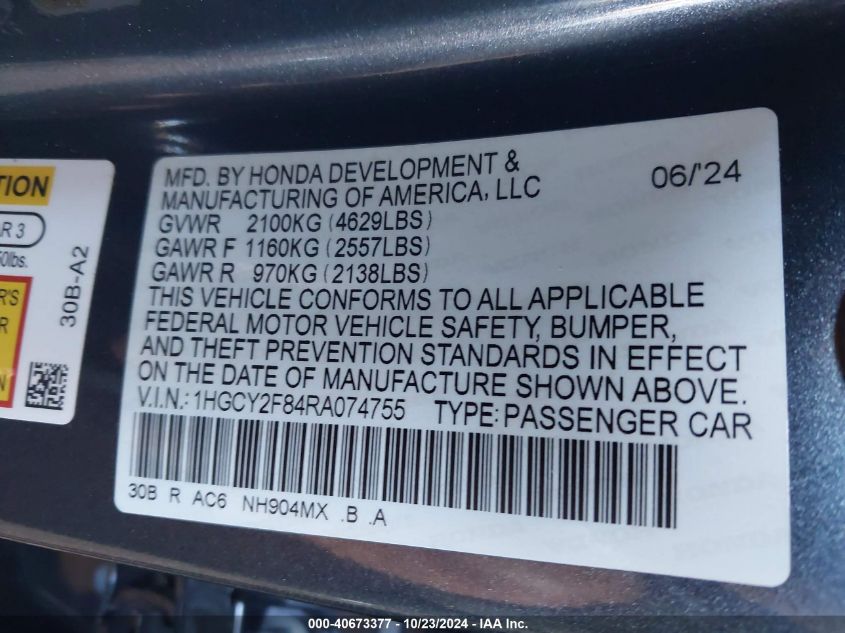 TION
R 3
0lbs.
30B-A2
R'S
R
N
MFD. BY HONDA DEVELOPMENT &
MANUFACTURING OF AMERICA, LLC
06/'24
GVWR 2100KG (4629LBS)
GAWR F 1160KG (2557LBS)
GAWR R 970KG (2138LBS)
THIS VEHICLE CONFORMS TO ALL APPLICABLE
FEDERAL MOTOR VEHICLE SAFETY, BUMPER,
AND THEFT PREVENTION STANDARDS IN EFFECT
ON THE DATE OF MANUFACTURE SHOWN ABOVE.
V.I.N.:1HGCY2F84RA074755 TYPE:PASSENGER CAR
30B R AC6 NH904MX .B .A
000-40673377 - 10/23/2024 - IAA Inc.